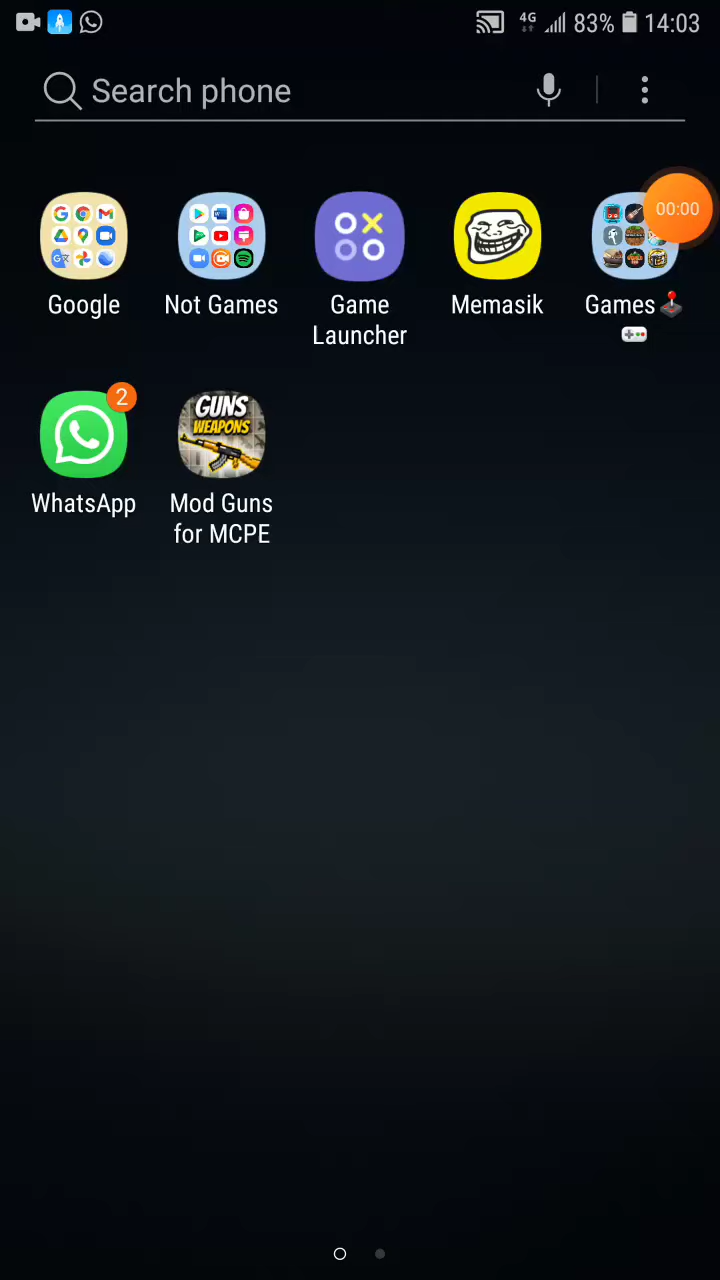 4G 83% 14:03
Search phone
00:00
Google
Not Games
Game
Launcher
Memasik
Games🕹️
🎮
2
GUNS
WEAPONS
WhatsApp
Mod Guns
for MCPE